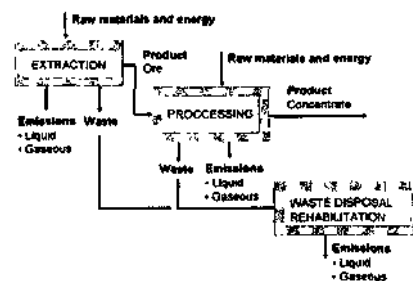 Raw materials and energy
EXTRACTION
Product
Ore
Raw materials and energy
PROCCESSING
Product
Concentrate
Emissions
• Liquid
• Gaseous
Waste
Waste
Emissions
• Liquid
• Gaseous
WASTE DISPOSAL
REHABILITATION
Emissions
• Liquid
• Gaseous